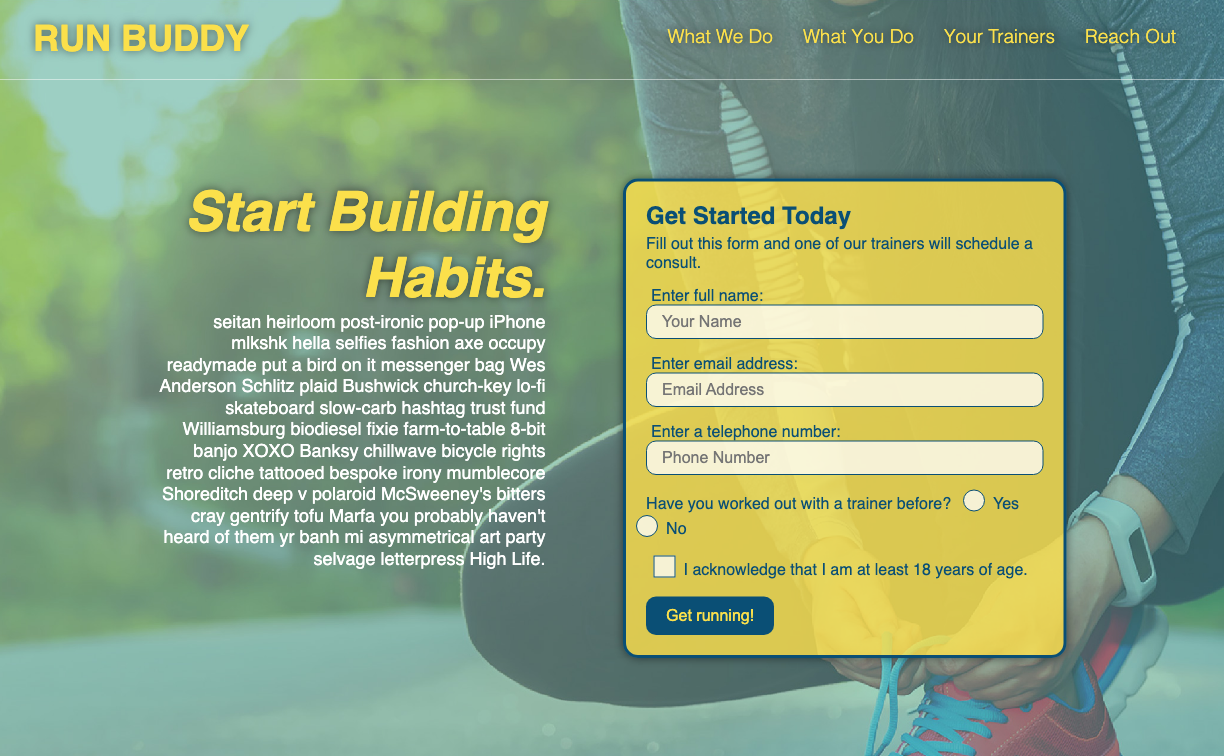 RUN BUDDY
What We Do What You Do Your Trainers Reach Out
Start Building
Habits.
seitan heirloom post-ironic pop-up iPhone
mlkshk hella selfies fashion axe occupy
readymade put a bird on it messenger bag Wes
Anderson Schlitz plaid Bushwick church-key lo-fi
skateboard slow-carb hashtag trust fund
Williamsburg biodiesel fixie farm-to-table 8-bit
banjo XOXO Banksy chillwave bicycle rights
retro cliche tattooed bespoke irony mumblecore
Shoreditch deep v polaroid McSweeney's bitters
cray gentrify tofu Marfa you probably haven't
heard of them yr banh mi asymmetrical art party
selvage letterpress High Life.
Get Started Today
Fill out this form and one of our trainers will schedule a
consult.
Enter full name:
Your Name
Enter email address:
Email Address
Enter a telephone number:
Phone Number
Have you worked out with a trainer before? Yes
No
I acknowledge that I am at least 18 years of age.
Get running!